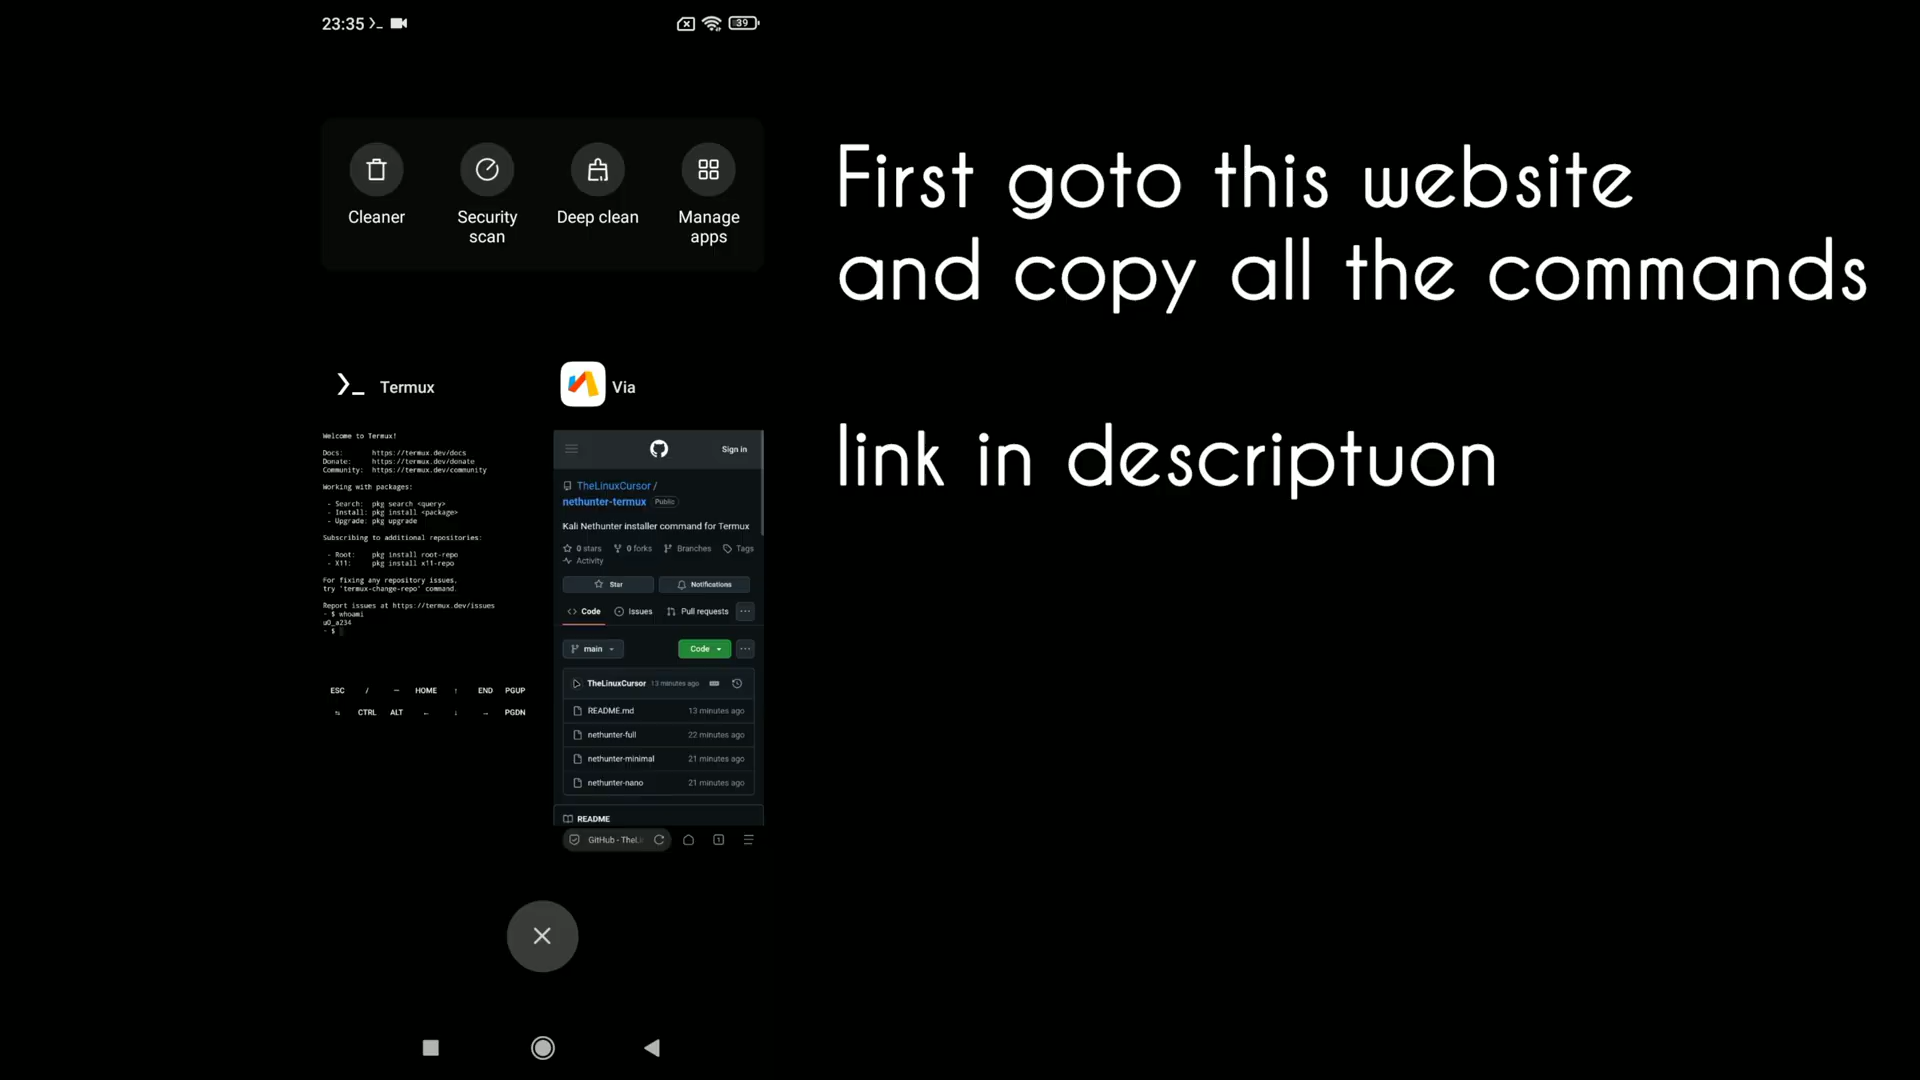 23:35
39
Cleaner
Security
scan
Deep clean
Manage
apps
First goto this website
and copy all the commands
link in descriptuon
Termux
Welcome to Termux!
Docs: https://termux.dev/docs
Donate: https://termux.dev/donate
Community: https://termux.dev/community
Working with packages:
- Search: pkg search <query>
- Install: pkg install <package>
- Upgrade: pkg upgrade
Subscribing to additional repositories:
- Root: pkg install root-repo
- X11: pkg install x11-repo
For fixing any repository issues,
try 'termux-change-repo' command.
Report issues at https://termux.dev/issues
~ $ whoami
u0_a234
~ $
ESC / — HOME ↑ END PGUP
⇆ CTRL ALT ← ↓ → PGDN
Via
Sign in
TheLinuxCursor /
nethunter-termux Public
Kali Nethunter installer command for Termux
0 stars 0 forks Branches Tags
Activity
Star Notifications
Code Issues Pull requests ...
main Code ...
TheLinuxCursor 13 minutes ago
README.md 13 minutes ago
nethunter-full 22 minutes ago
nethunter-minimal 21 minutes ago
nethunter-nano 21 minutes ago
README
GitHub - TheLi
1